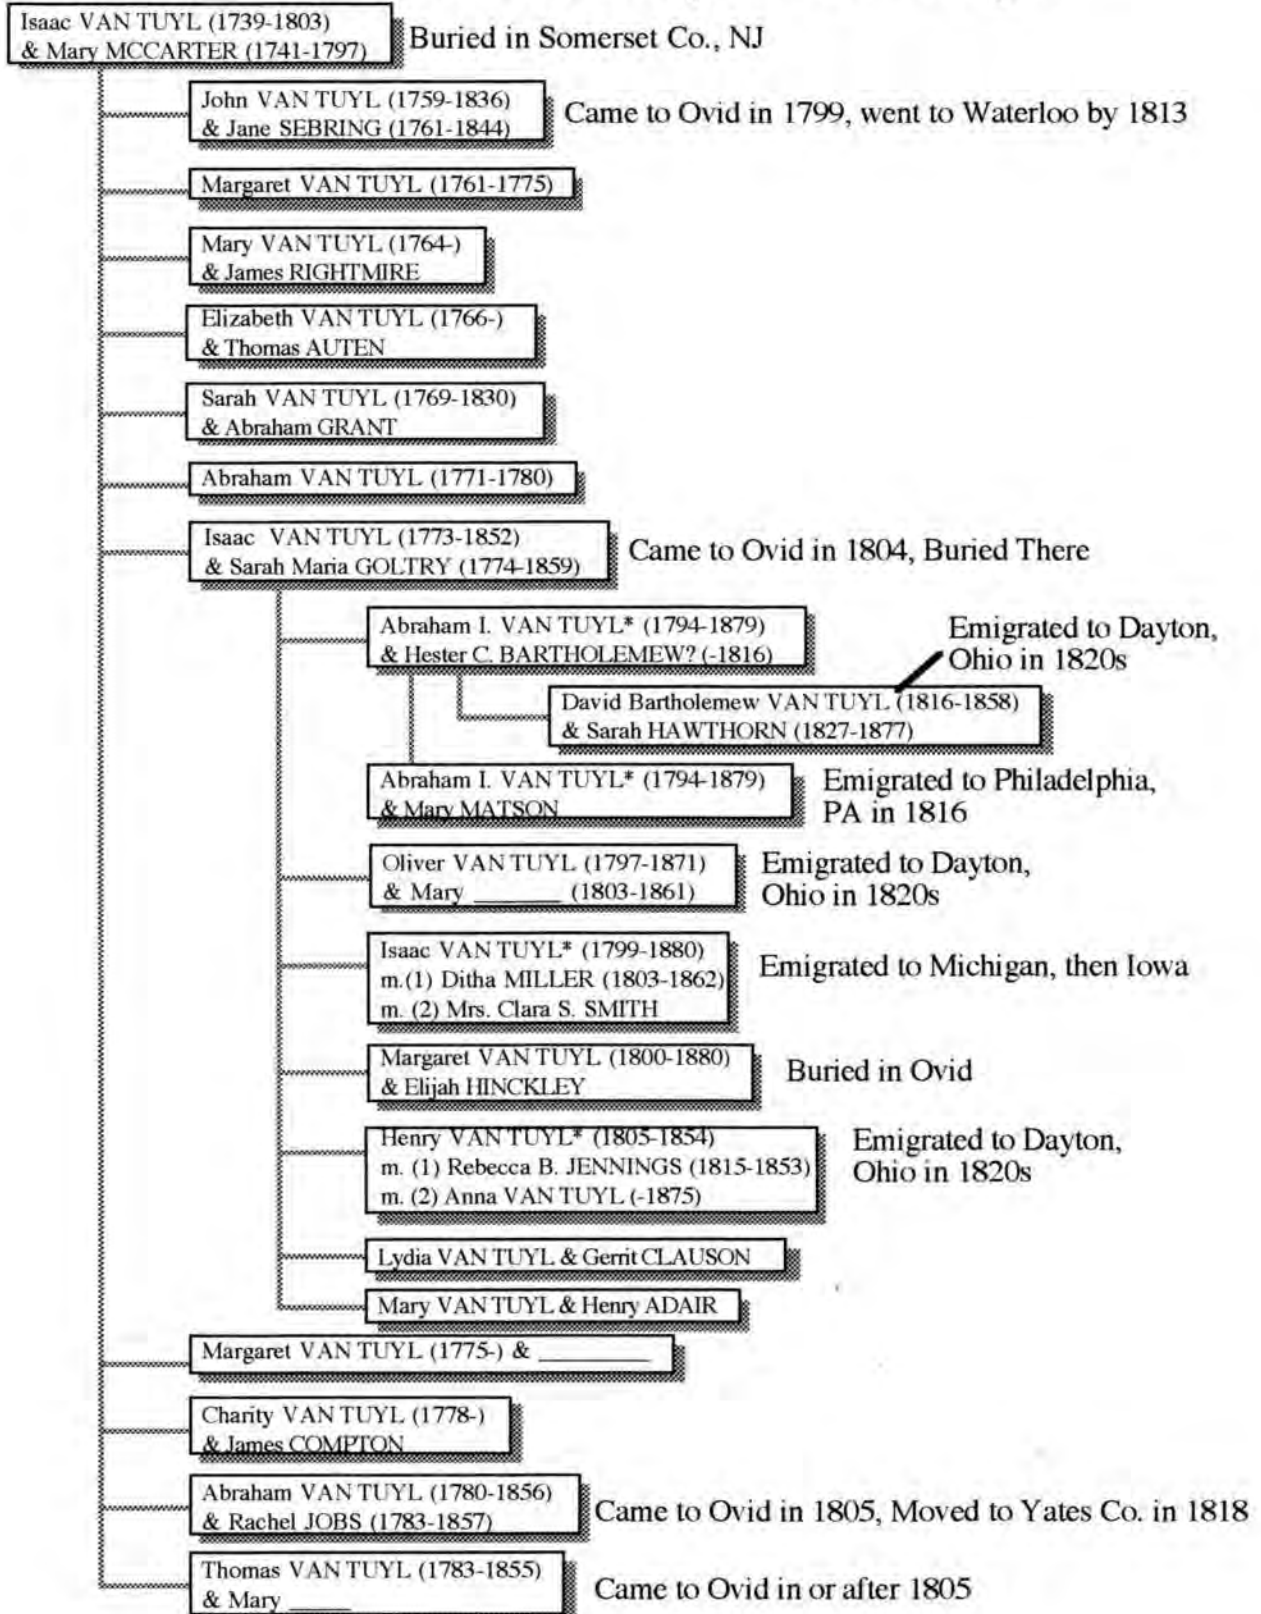 Isaac VAN TUYL (1739-1803)
& Mary MCCARTER (1741-1797)
Buried in Somerset Co., NJ
John VAN TUYL (1759-1836)
& Jane SEBRING (1761-1844)
Came to Ovid in 1799, went to Waterloo by 1813
Margaret VAN TUYL (1761-1775)
Mary VAN TUYL (1764-)
& James RIGHTMIRE
Elizabeth VAN TUYL (1766-)
& Thomas AUTEN
Sarah VAN TUYL (1769-1830)
& Abraham GRANT
Abraham VAN TUYL (1771-1780)
Isaac VAN TUYL (1773-1852)
& Sarah Maria GOLTRY (1774-1859)
Came to Ovid in 1804, Buried There
Abraham I. VAN TUYL* (1794-1879)
& Hester C. BARTHOLEMEW? (-1816)
Emigrated to Dayton,
Ohio in 1820s
David Bartholemew VAN TUYL (1816-1858)
& Sarah HAWTHORN (1827-1877)
Abraham I. VAN TUYL* (1794-1879)
& Mary MATSON
Emigrated to Philadelphia,
PA in 1816
Oliver VAN TUYL (1797-1871)
& Mary _______ (1803-1861)
Emigrated to Dayton,
Ohio in 1820s
Isaac VAN TUYL* (1799-1880)
m.(1) Ditha MILLER (1803-1862)
m. (2) Mrs. Clara S. SMITH
Emigrated to Michigan, then Iowa
Margaret VAN TUYL (1800-1880)
& Elijah HINCKLEY
Buried in Ovid
Henry VAN TUYL* (1805-1854)
m. (1) Rebecca B. JENNINGS (1815-1853)
m. (2) Anna VAN TUYL (-1875)
Emigrated to Dayton,
Ohio in 1820s
Lydia VAN TUYL & Gerrit CLAUSON
Mary VAN TUYL & Henry ADAIR
Margaret VAN TUYL (1775-) & _________
Charity VAN TUYL (1778-)
& James COMPTON
Abraham VAN TUYL (1780-1856)
& Rachel JOBS (1783-1857)
Came to Ovid in 1805, Moved to Yates Co. in 1818
Thomas VAN TUYL (1783-1855)
& Mary _____
Came to Ovid in or after 1805